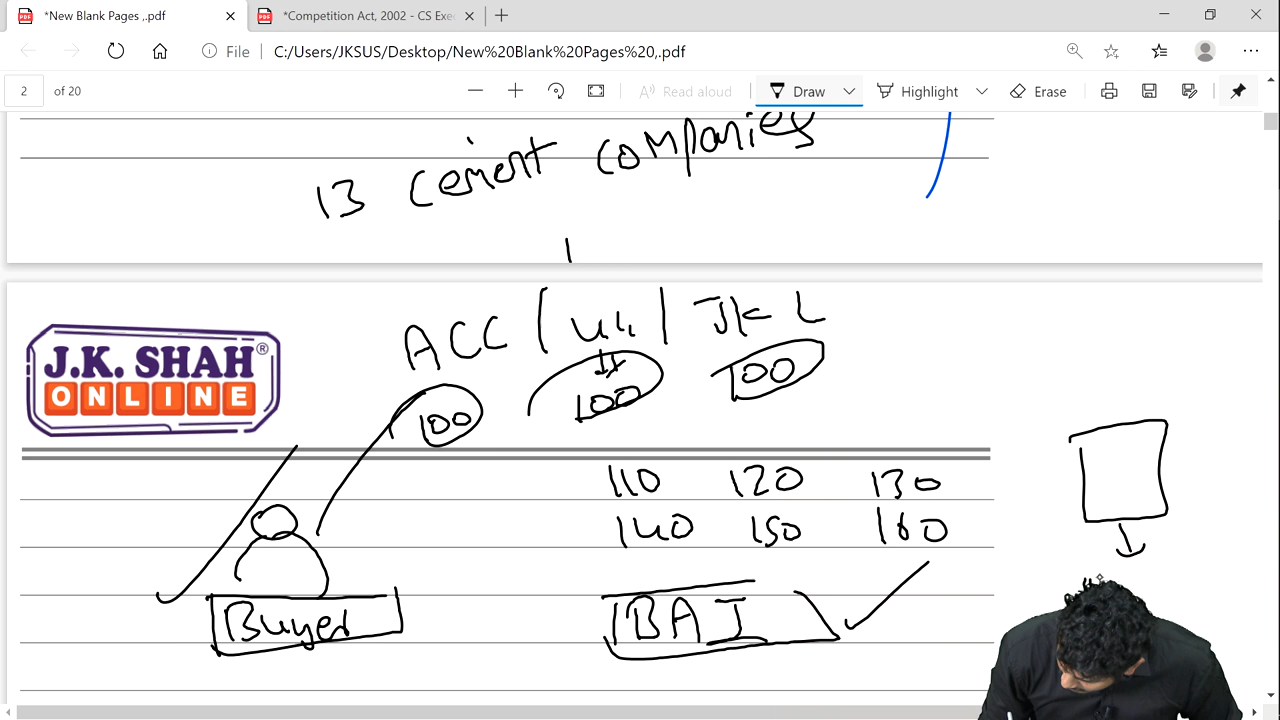 *New Blank Pages ,.pdf
*Competition Act, 2002 - CS Exec
File C:/Users/JKSUS/Desktop/New%20Blank%20Pages%20,.pdf
2 of 20 Read aloud Draw Highlight Erase
13 cement companies
ACC | | JK L
J.K. SHAH®
ONLINE
100 100 100
110 120 130
140 150 160
Buyer BAI